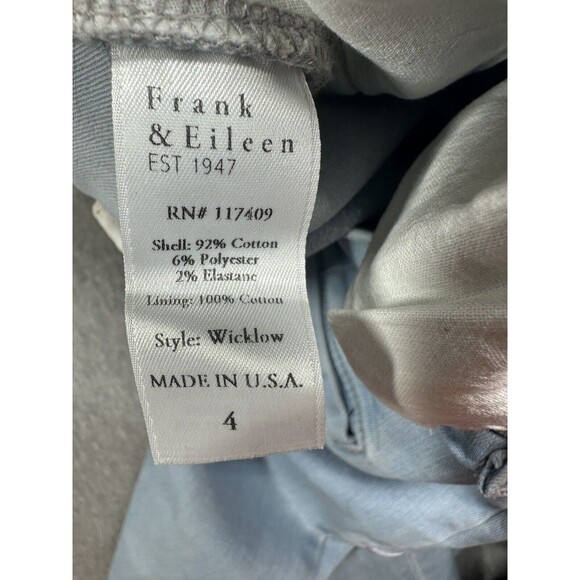 Frank
& Eileen
EST 1947
RN# 117409
Shell: 92% Cotton
6% Polyester
2% Elastane
Lining: 100% Cotton
Style: Wicklow
MADE IN U.S.A.
4